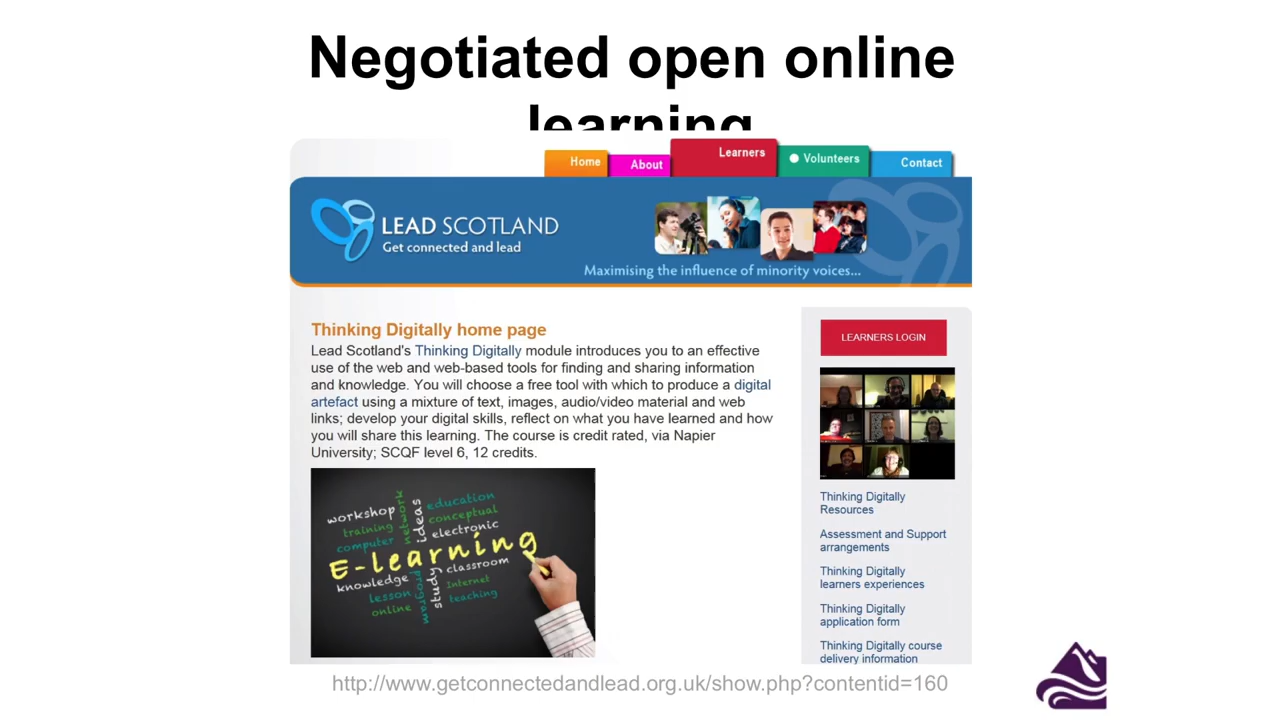 Negotiated open online
learning
Home About Learners Volunteers Contact
LEAD SCOTLAND
Get connected and lead
Maximising the influence of minority voices...
Thinking Digitally home page
Lead Scotland's Thinking Digitally module introduces you to an effective
use of the web and web-based tools for finding and sharing information
and knowledge. You will choose a free tool with which to produce a digital
artefact using a mixture of text, images, audio/video material and web
links; develop your digital skills, reflect on what you have learned and how
you will share this learning. The course is credit rated, via Napier
University; SCQF level 6, 12 credits.
workshop
training
computer
network
ideas
education
conceptual
electronic
E-learning
knowledge
lesson
online
program
study
classroom
Internet
teaching
LEARNERS LOGIN
Thinking Digitally
Resources
Assessment and Support
arrangements
Thinking Digitally
learners experiences
Thinking Digitally
application form
Thinking Digitally course
delivery information
http://www.getconnectedandlead.org.uk/show.php?contentid=160